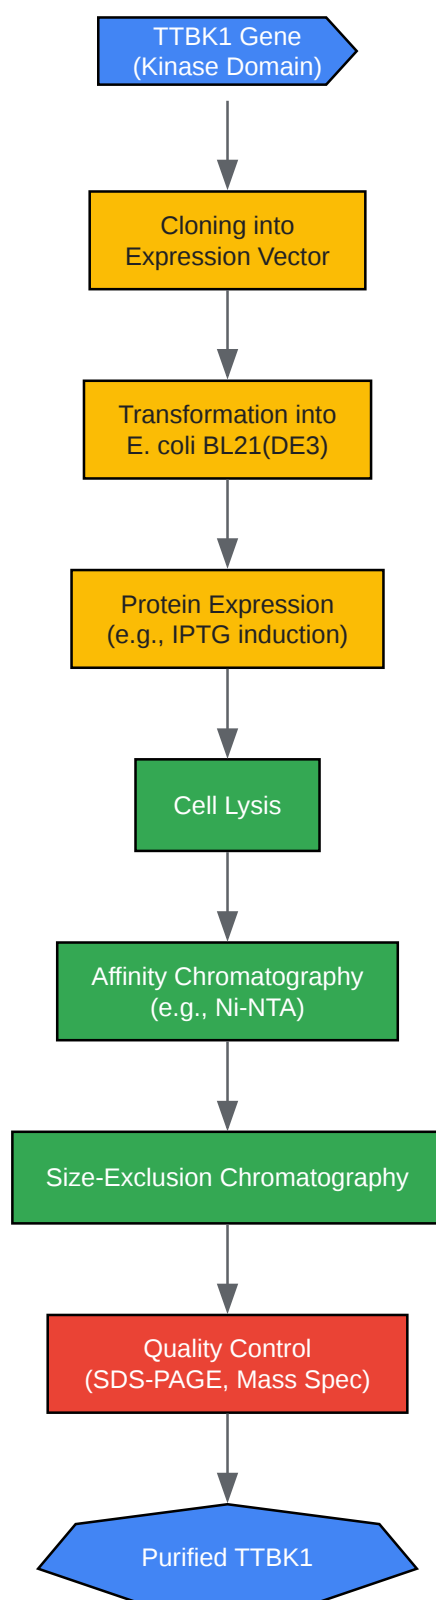 TTBK1 Gene
(Kinase Domain)
Cloning into
Expression Vector
Transformation into
E. coli BL21(DE3)
Protein Expression
(e.g., IPTG induction)
Cell Lysis
Affinity Chromatography
(e.g., Ni-NTA)
Size-Exclusion Chromatography
Quality Control
(SDS-PAGE, Mass Spec)
Purified TTBK1